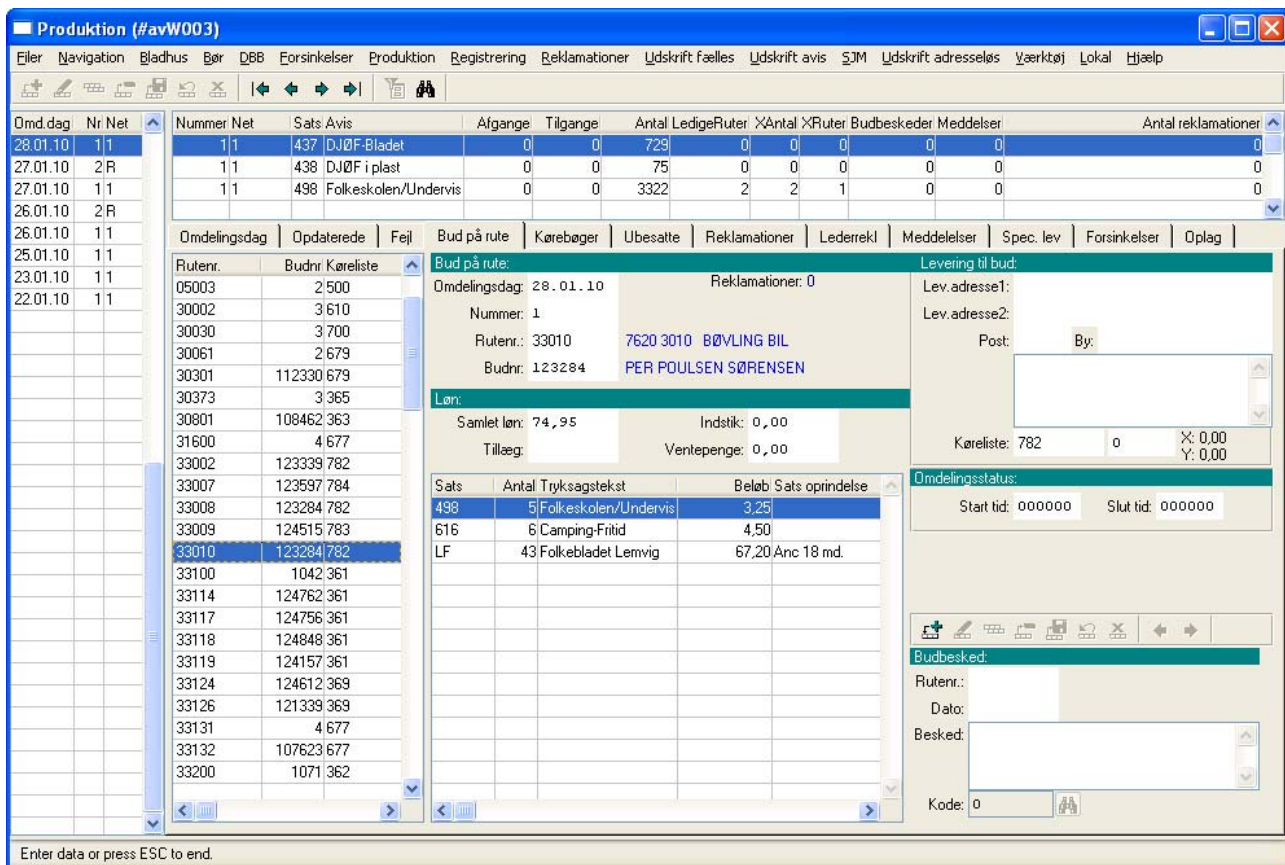 Produktion (#avW003)
Filer Navigation Bladhus Bør DBB Forsinkelser Produktion Registrering Reklamationer Udskrift fælles Udskrift avis SJM Udskrift adresseløs Værktøj Lokal Hjælp
Omd.dag Nr Net
28.01.10 1 1
27.01.10 2 R
27.01.10 1 1
26.01.10 2 R
26.01.10 1 1
25.01.10 1 1
23.01.10 1 1
22.01.10 1 1
Nummer Net Sats Avis Afgange Tilgange Antal LedigeRuter XAntal XRuter Budbeskeder Meddelser Antal reklamationer
1 1 437 DJØF-Bladet 0 0 729 0 0 0 0 0 0
1 1 438 DJØF i plast 0 0 75 0 0 0 0 0 0
1 1 498 Folkeskolen/Undervis 0 0 3322 2 2 1 0 0 0
Omdelingsdag Opdaterede Fejl Bud på rute Kørebøger Ubesatte Reklamationer Lederrekl Meddelelser Spec. lev Forsinkelser Oplag
Rutenr. Budnr Køreliste
05003 2 500
30002 3 610
30030 3 700
30061 2 679
30301 112330 679
30373 3 365
30801 108462 363
31600 4 677
33002 123339 782
33007 123597 784
33008 123284 782
33009 124515 783
33010 123284 782
33100 1042 361
33114 124762 361
33117 124756 361
33118 124848 361
33119 124157 361
33124 124612 369
33126 121339 369
33131 4 677
33132 107623 677
33200 1071 362
Bud på rute:
Omdelingsdag: 28.01.10 Reklamationer: 0
Nummer: 1
Rutenr.: 33010 7620 3010 BØVLING BIL
Budnr: 123284 PER POULSEN SØRENSEN
Løn:
Samlet løn: 74,95 Indstik: 0,00
Tillæg: Ventepenge: 0,00
Sats Antal Tryksagstekst Beløb Sats oprindelse
498 5 Folkeskolen/Undervis 3,25
616 6 Camping-Fritid 4,50
LF 43 Folkebladet Lemvig 67,20 Anc 18 md.
Levering til bud:
Lev.adresse1:
Lev.adresse2:
Post: By:
Køreliste: 782 0 X: 0,00
Y: 0,00
Omdelingsstatus:
Start tid: 000000 Slut tid: 000000
Budbesked:
Rutenr.:
Dato:
Besked:
Kode: 0
Enter data or press ESC to end.